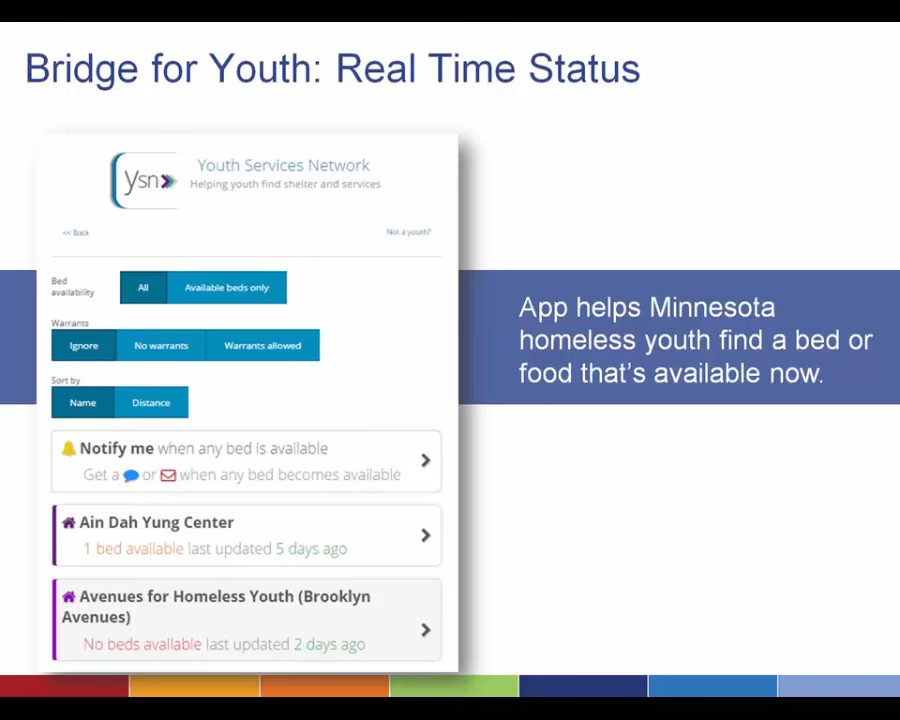 Bridge for Youth: Real Time Status
ysn
Youth Services Network
Helping youth find shelter and services
<< Back
Not a youth?
Bed
availability
All
Available beds only
Warrants
Ignore
No warrants
Warrants allowed
Sort by
Name
Distance
Notify me when any bed is available
Get a or when any bed becomes available
Ain Dah Yung Center
1 bed available last updated 5 days ago
Avenues for Homeless Youth (Brooklyn
Avenues)
No beds available last updated 2 days ago
App helps Minnesota
homeless youth find a bed or
food that’s available now.